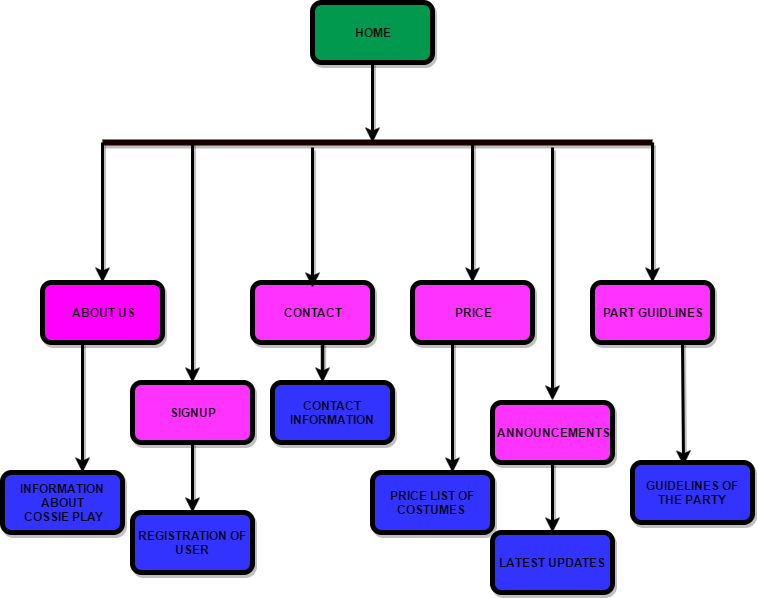 HOME
ABOUT US
CONTACT
PRICE
PART GUIDLINES
SIGNUP
CONTACT
INFORMATION
ANNOUNCEMENTS
INFORMATION
ABOUT
COSSIE PLAY
PRICE LIST OF
COSTUMES
GUIDELINES OF
THE PARTY
REGISTRATION OF
USER
LATEST UPDATES